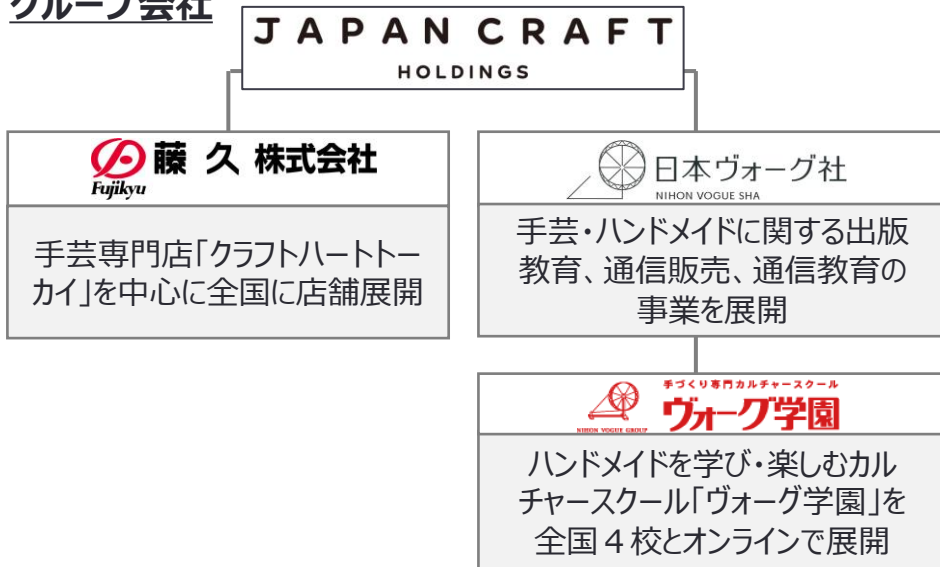 グループ会社
JAPAN CRAFT
HOLDINGS
藤久 株式会社
Fujikyu
手芸専門店「クラフトハートトー
カイ」を中心に全国に店舗展開
日本ヴォーグ社
NIHON VOGUE SHA
手芸・ハンドメイドに関する出版
教育、通信販売、通信教育の
事業を展開
手づくり専門カルチャースクール
ヴォーグ学園
NIHON VOGUE GROUP
ハンドメイドを学び・楽しむカル
チャースクール「ヴォーグ学園」を
全国4校とオンラインで展開